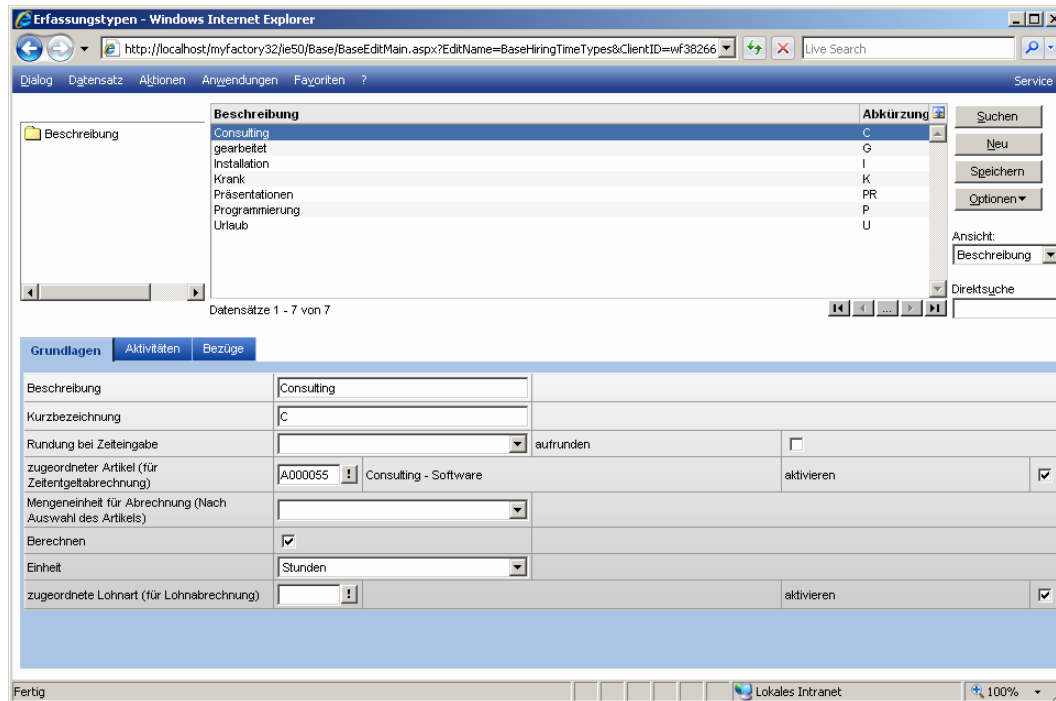 Erfassungstypen - Windows Internet Explorer
http://localhost/myfactory32/ie50/Base/BaseEditMain.aspx?EditName=BaseHiringTimeTypes&ClientID=wf38266
Live Search
Dialog Datensatz Aktionen Anwendungen Favoriten ? Service
Beschreibung
Beschreibung Abkürzung
Consulting C
gearbeitet G
Installation I
Krank K
Präsentationen PR
Programmierung P
Urlaub U
Datensätze 1 - 7 von 7
...
Suchen
Neu
Speichern
Optionen
Ansicht:
Beschreibung
Direktsuche
Grundlagen Aktivitäten Bezüge
Beschreibung Consulting
Kurzbezeichnung C
Rundung bei Zeiteingabe aufrunden
zugeordneter Artikel (für
Zeitentgeltabrechnung) A000055 ! Consulting - Software aktivieren
Mengeneinheit für Abrechnung (Nach
Auswahl des Artikels)
Berechnen
Einheit Stunden
zugeordnete Lohnart (für Lohnabrechnung) ! aktivieren
Fertig Lokales Intranet 100%